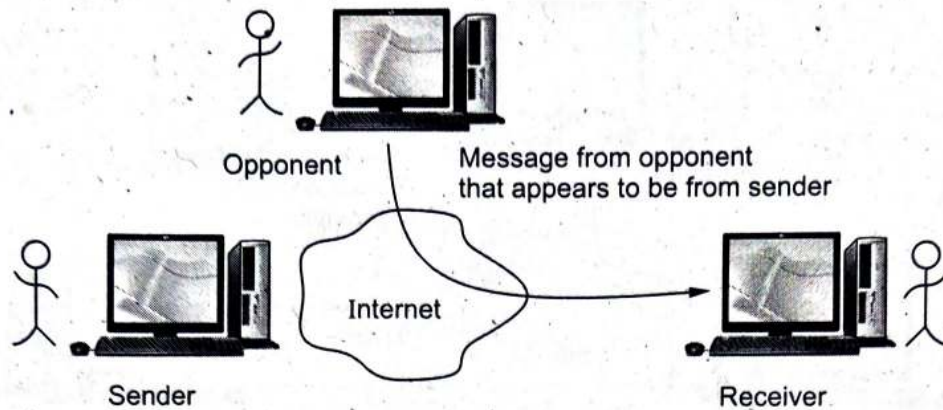 Opponent
Message from opponent
that appears to be from sender
Internet
Sender
Receiver